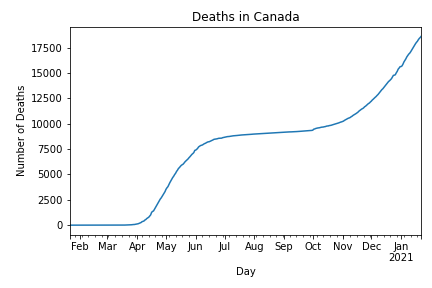 Deaths in Canada
Number of Deaths
17500
15000
12500
10000
7500
5000
2500
0
Feb Mar Apr May Jun Jul Aug Sep Oct Nov Dec Jan
2021
Day